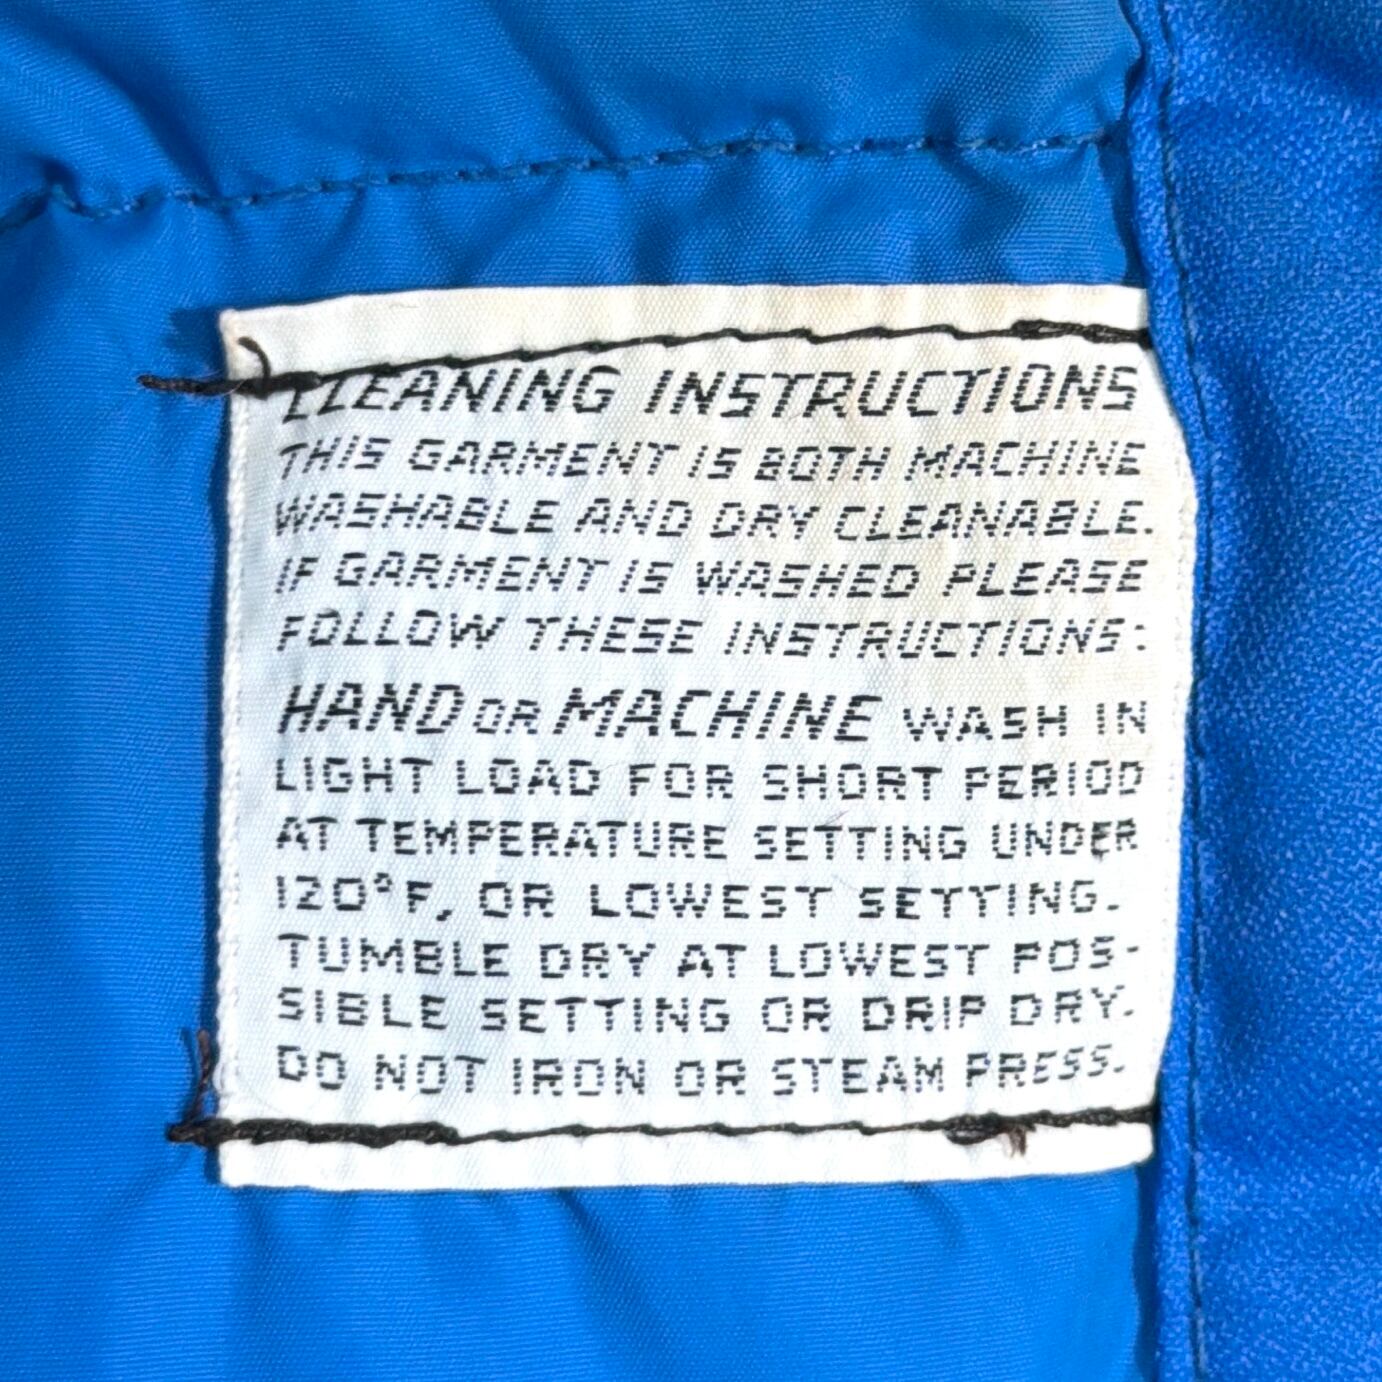 CLEANING INSTRUCTIONS
THIS GARMENT IS BOTH MACHINE
WASHABLE AND DRY CLEANABLE.
IF GARMENT IS WASHED PLEASE
FOLLOW THESE INSTRUCTIONS:
HAND OR MACHINE WASH IN
LIGHT LOAD FOR SHORT PERIOD
AT TEMPERATURE SETTING UNDER
120°F, OR LOWEST SETTING.
TUMBLE DRY AT LOWEST POS-
SIBLE SETTING OR DRIP DRY.
DO NOT IRON OR STEAM PRESS.